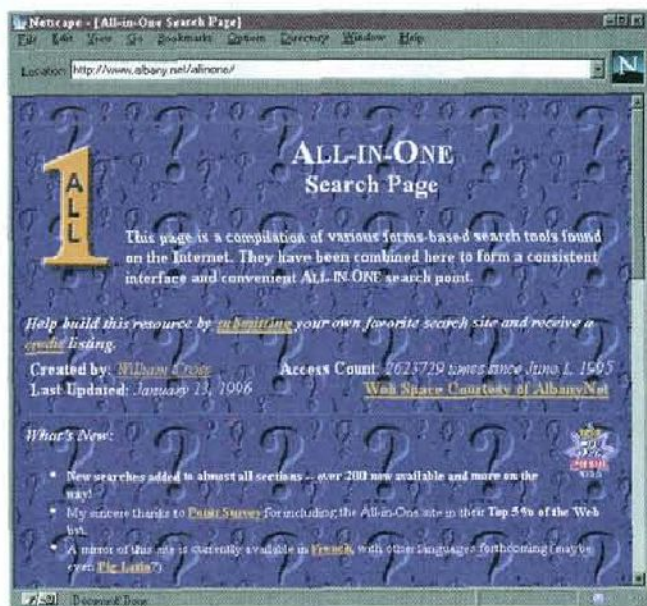 Netscape - [All-in-One Search Page]
File Edit View Go Bookmarks Options Directory Window Help
Location: http://www.albany.net/allinone/
N
1
ALL
ALL-IN-ONE
Search Page
This page is a compilation of various forms-based search tools found
on the Internet. They have been combined here to form a consistent
interface and convenient ALL-IN-ONE search point.
Help build this resource by submitting your own favorite search site and receive a
credit listing.
Created by: William Cross Access Count: 2623729 times since June 1, 1995
Last Updated: January 13, 1996 Web Space Courtesy of AlbanyNet
What's New:
New searches added to almost all sections -- over 200 now available and more on the
way!
My sincere thanks to Point Survey for including the All-in-One site in their Top 5% of the Web
list.
A mirror of this site is currently available in French, with other languages forthcoming (maybe
even Pig Latin?)
Document: Done